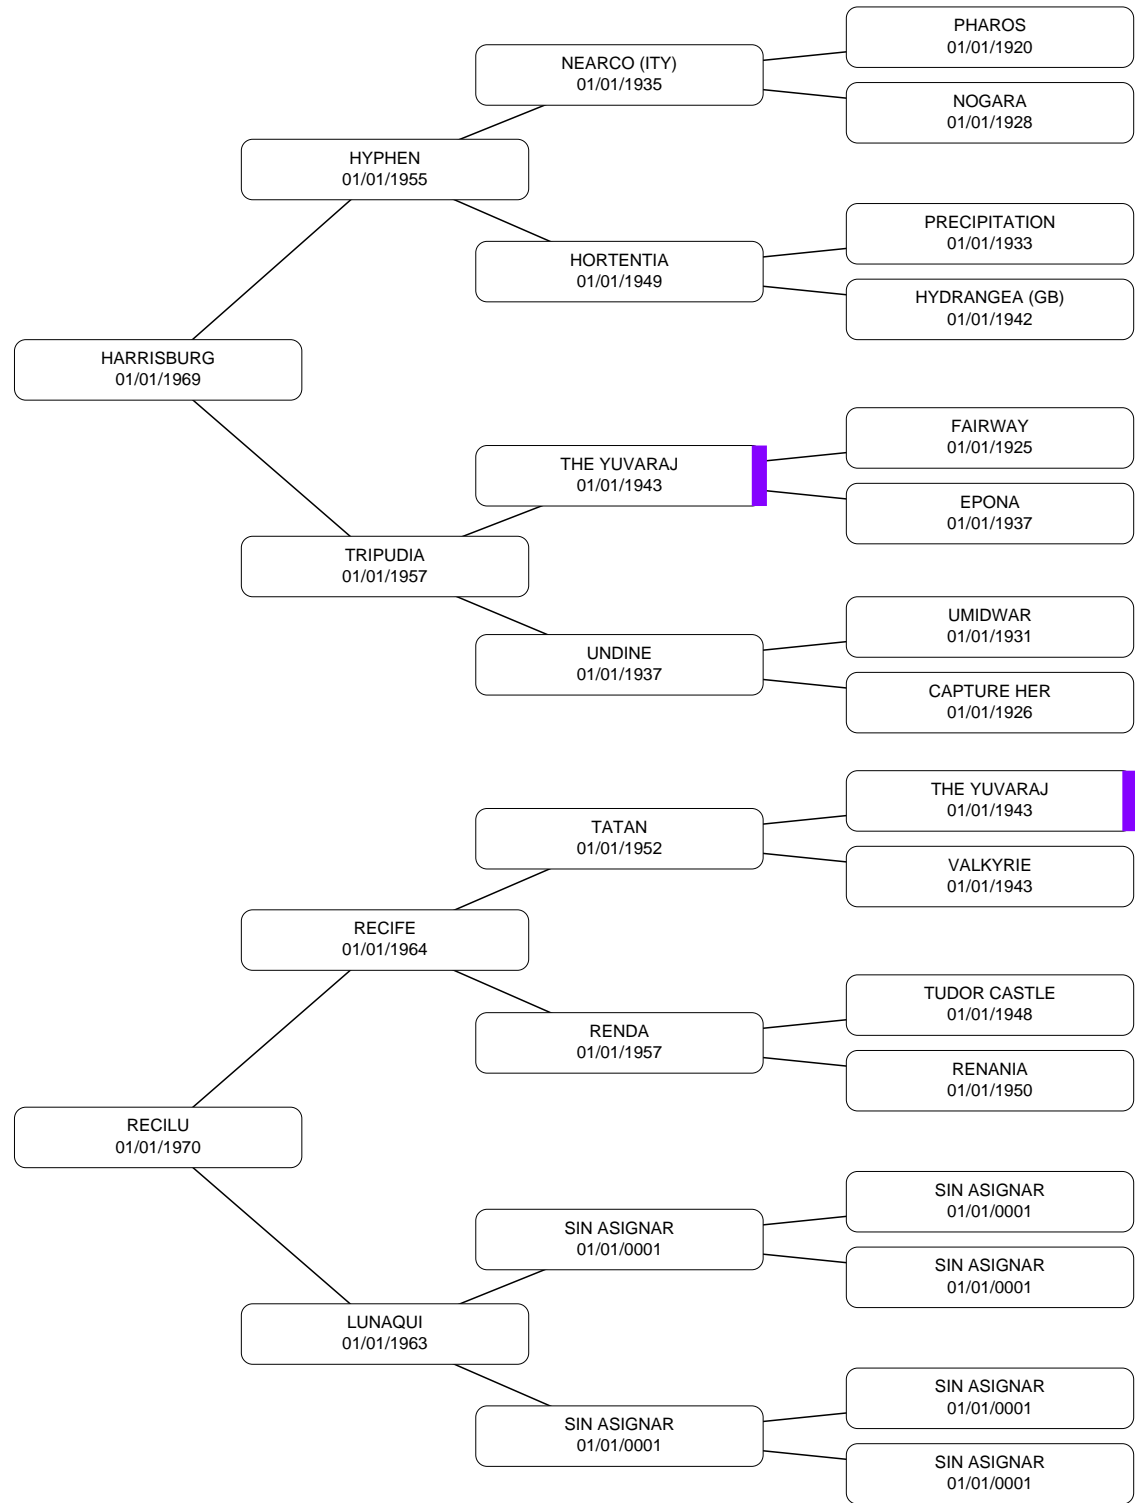 PHAROS
01/01/1920
NEARCO (ITY)
01/01/1935
NOGARA
01/01/1928
HYPHEN
01/01/1955
PRECIPITATION
01/01/1933
HORTENTIA
01/01/1949
HYDRANGEA (GB)
01/01/1942
HARRISBURG
01/01/1969
FAIRWAY
01/01/1925
THE YUVARAJ
01/01/1943
EPONA
01/01/1937
TRIPUDIA
01/01/1957
UMIDWAR
01/01/1931
UNDINE
01/01/1937
CAPTURE HER
01/01/1926
THE YUVARAJ
01/01/1943
TATAN
01/01/1952
VALKYRIE
01/01/1943
RECIFE
01/01/1964
TUDOR CASTLE
01/01/1948
RENDA
01/01/1957
RENANIA
01/01/1950
RECILU
01/01/1970
SIN ASIGNAR
01/01/0001
SIN ASIGNAR
01/01/0001
SIN ASIGNAR
01/01/0001
LUNAQUI
01/01/1963
SIN ASIGNAR
01/01/0001
SIN ASIGNAR
01/01/0001
SIN ASIGNAR
01/01/0001